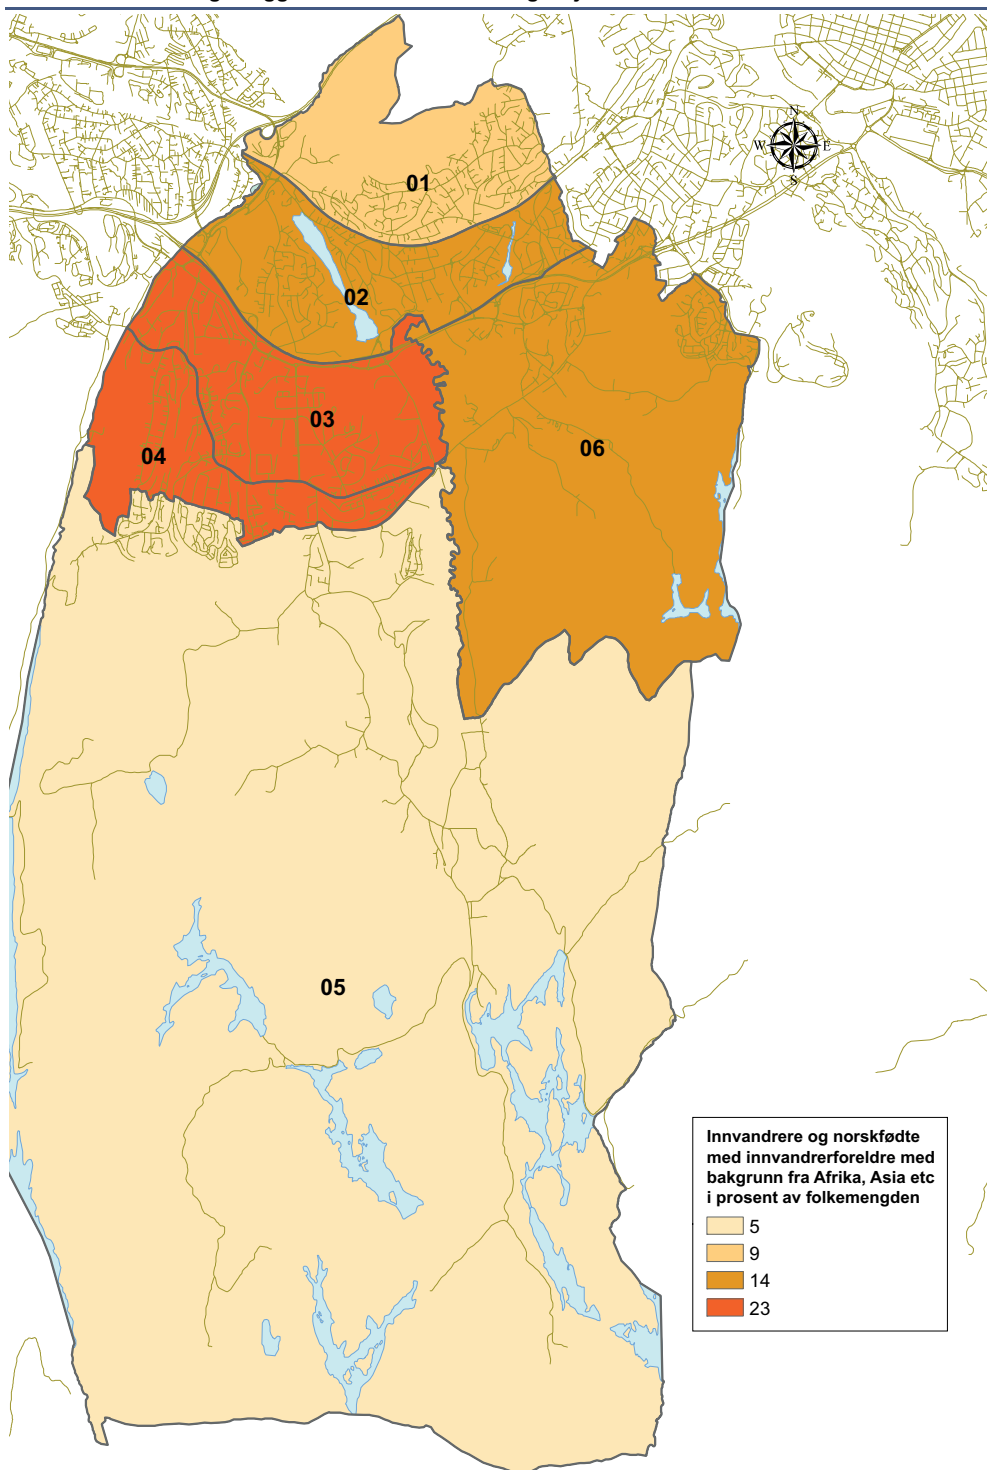 N
W E
S
01
02
03
04
06
05
Innvandrere og norskfødte
med innvandrerforeldre med
bakgrunn fra Afrika, Asia etc
i prosent av folkemengden
5
9
14
23